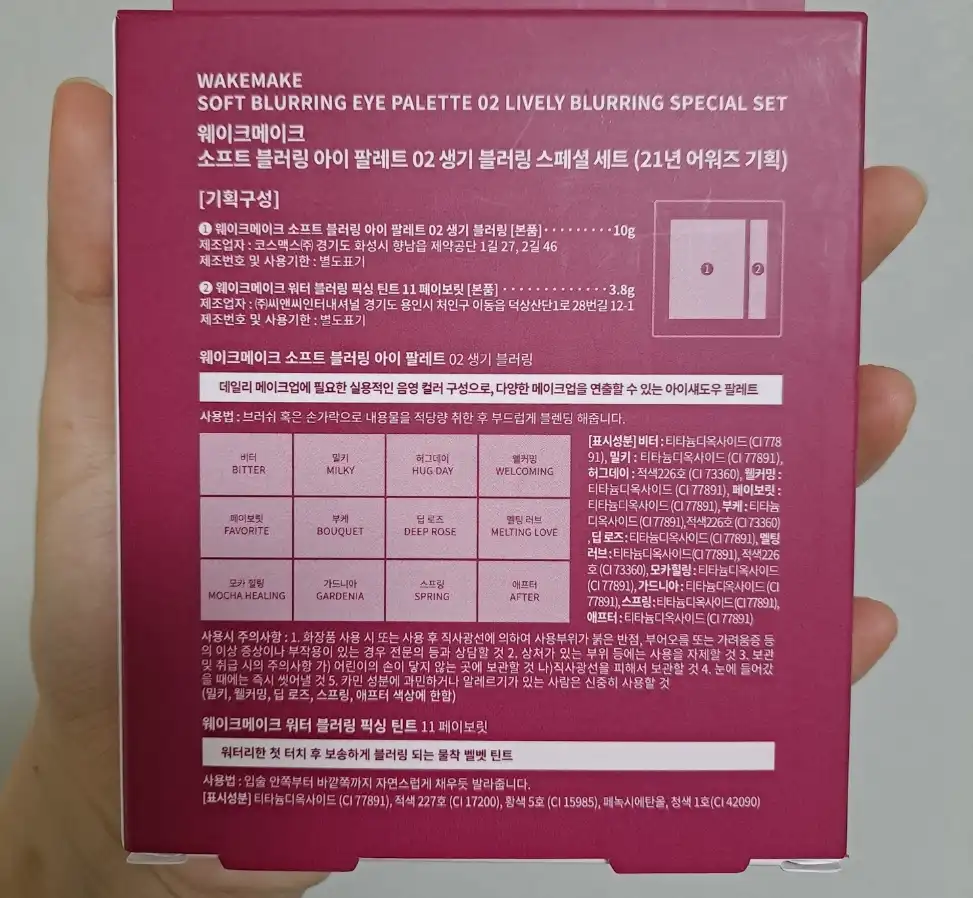 WAKEMAKE
SOFT BLURRING EYE PALETTE 02 LIVELY BLURRING SPECIAL SET
웨이크메이크
소프트 블러링 아이 팔레트 02 생기 블러링 스페셜 세트 (21년 어워즈 기획)
[기획구성]
❶ 웨이크메이크 소프트 블러링 아이 팔레트 02 생기 블러링 [본품]·········10g
제조업자 : 코스맥스㈜ 경기도 화성시 향남읍 제약공단 1길 27, 2길 46
제조번호 및 사용기한 : 별도표기
❷ 웨이크메이크 워터 블러링 픽싱 틴트 11 페이보릿 [본품] ············3.8g
제조업자 : ㈜씨앤씨인터내셔널 경기도 용인시 처인구 이동읍 덕성산단1로 28번길 12-1
제조번호 및 사용기한 : 별도표기
❶ ❷
웨이크메이크 소프트 블러링 아이 팔레트 02 생기 블러링
데일리 메이크업에 필요한 실용적인 음영 컬러 구성으로, 다양한 메이크업을 연출할 수 있는 아이섀도우 팔레트
사용법 : 브러쉬 혹은 손가락으로 내용물을 적당량 취한 후 부드럽게 블렌딩 해줍니다.
비터 밀키 허그데이 웰커밍
BITTER MILKY HUG DAY WELCOMING
페이보릿 부케 딥 로즈 멜팅 러브
FAVORITE BOUQUET DEEP ROSE MELTING LOVE
모카 힐링 가드니아 스프링 애프터
MOCHA HEALING GARDENIA SPRING AFTER
[표시성분] 비터 : 티타늄디옥사이드 (CI 778
91), 밀키 : 티타늄디옥사이드 (CI 77891),
허그데이 : 적색226호 (CI 73360), 웰커밍 :
티타늄디옥사이드 (CI 77891), 페이보릿 :
티타늄디옥사이드 (CI 77891), 부케 : 티타늄
디옥사이드 (CI 77891), 적색226호 (CI 73360)
, 딥 로즈 : 티타늄디옥사이드 (CI 77891), 멜팅
러브 : 티타늄디옥사이드 (CI 77891), 적색226
호 (CI 73360), 모카힐링 : 티타늄디옥사이드
(CI 77891), 가드니아 : 티타늄디옥사이드 (CI
77891), 스프링 : 티타늄디옥사이드 (CI 77891),
애프터 : 티타늄디옥사이드 (CI 77891)
사용시 주의사항 : 1. 화장품 사용 시 또는 사용 후 직사광선에 의하여 사용부위가 붉은 반점, 부어오름 또는 가려움증 등
의 이상 증상이나 부작용이 있는 경우 전문의 등과 상담할 것 2. 상처가 있는 부위 등에는 사용을 자제할 것 3. 보관
및 취급 시의 주의사항 가) 어린이의 손이 닿지 않는 곳에 보관할 것 나)직사광선을 피해서 보관할 것 4. 눈에 들어갔
을 때에는 즉시 씻어낼 것 5. 카민 성분에 과민하거나 알레르기가 있는 사람은 신중히 사용할 것
(밀키, 웰커밍, 딥 로즈, 스프링, 애프터 색상에 한함)
웨이크메이크 워터 블러링 픽싱 틴트 11 페이보릿
워터리한 첫 터치 후 보송하게 블러링 되는 물착 벨벳 틴트
사용법 : 입술 안쪽부터 바깥쪽까지 자연스럽게 채우듯 발라줍니다.
[표시성분] 티타늄디옥사이드 (CI 77891), 적색 227호 (CI 17200), 황색 5호 (CI 15985), 페녹시에탄올, 청색 1호(CI 42090)